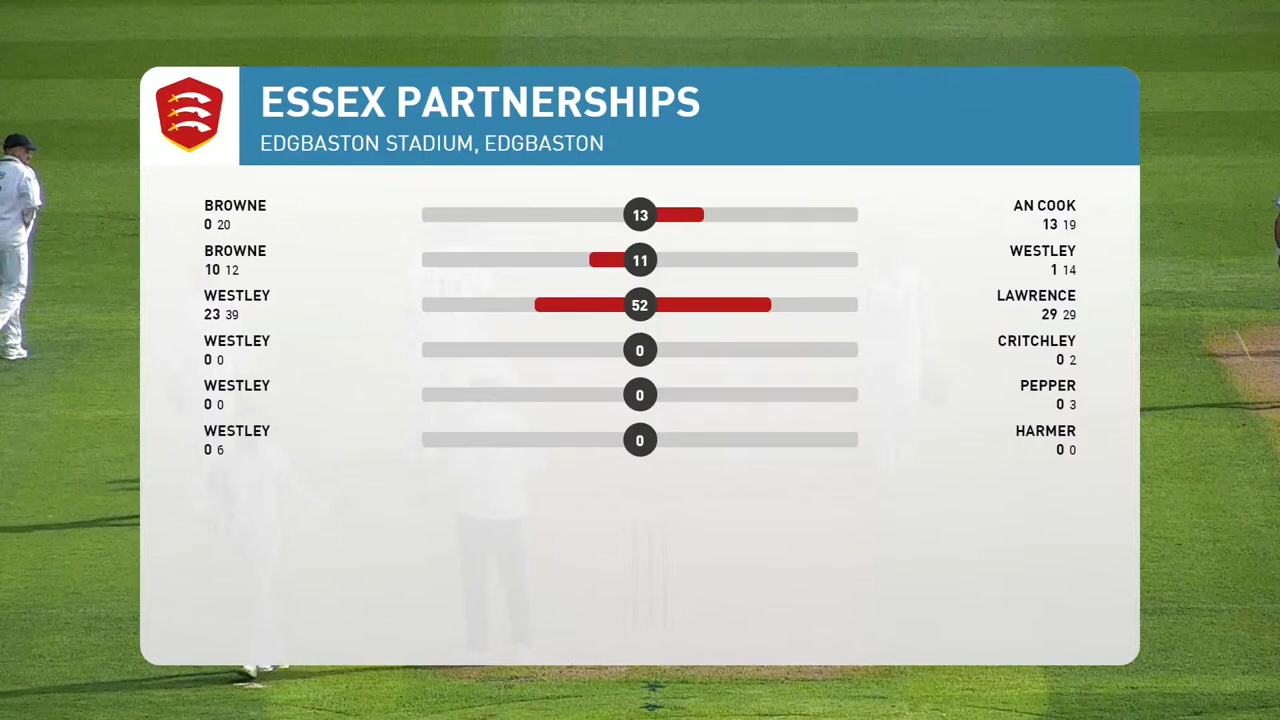 ESSEX PARTNERSHIPS
EDGBASTON STADIUM, EDGBASTON
BROWNE 13 AN COOK
0 20 13 19
BROWNE 11 WESTLEY
10 12 1 14
WESTLEY 52 LAWRENCE
23 39 29 29
WESTLEY 0 CRITCHLEY
0 0 0 2
WESTLEY 0 PEPPER
0 0 0 3
WESTLEY 0 HARMER
0 6 0 0